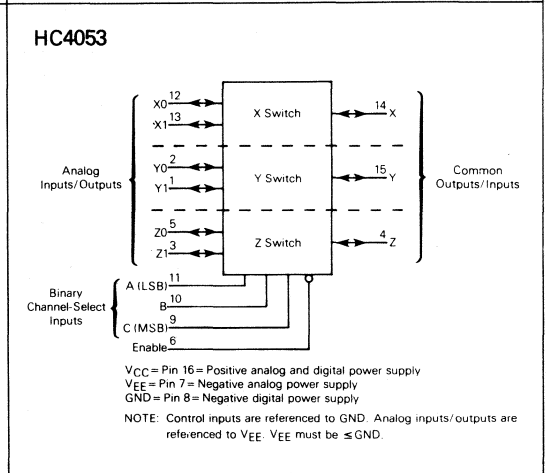 HC4053
X0 12
X1 13
X Switch
14 X
Y0 2
Y1 1
Y Switch
15 Y
Z0 5
Z1 3
Z Switch
4 Z
Analog
Inputs/Outputs
Common
Outputs/Inputs
Binary
Channel-Select
Inputs
A (LSB) 11
B 10
C (MSB) 9
Enable 6
VCC = Pin 16 = Positive analog and digital power supply
VEE = Pin 7 = Negative analog power supply
GND = Pin 8 = Negative digital power supply
NOTE: Control inputs are referenced to GND. Analog inputs/outputs are
referenced to VEE. VEE must be ≤ GND.